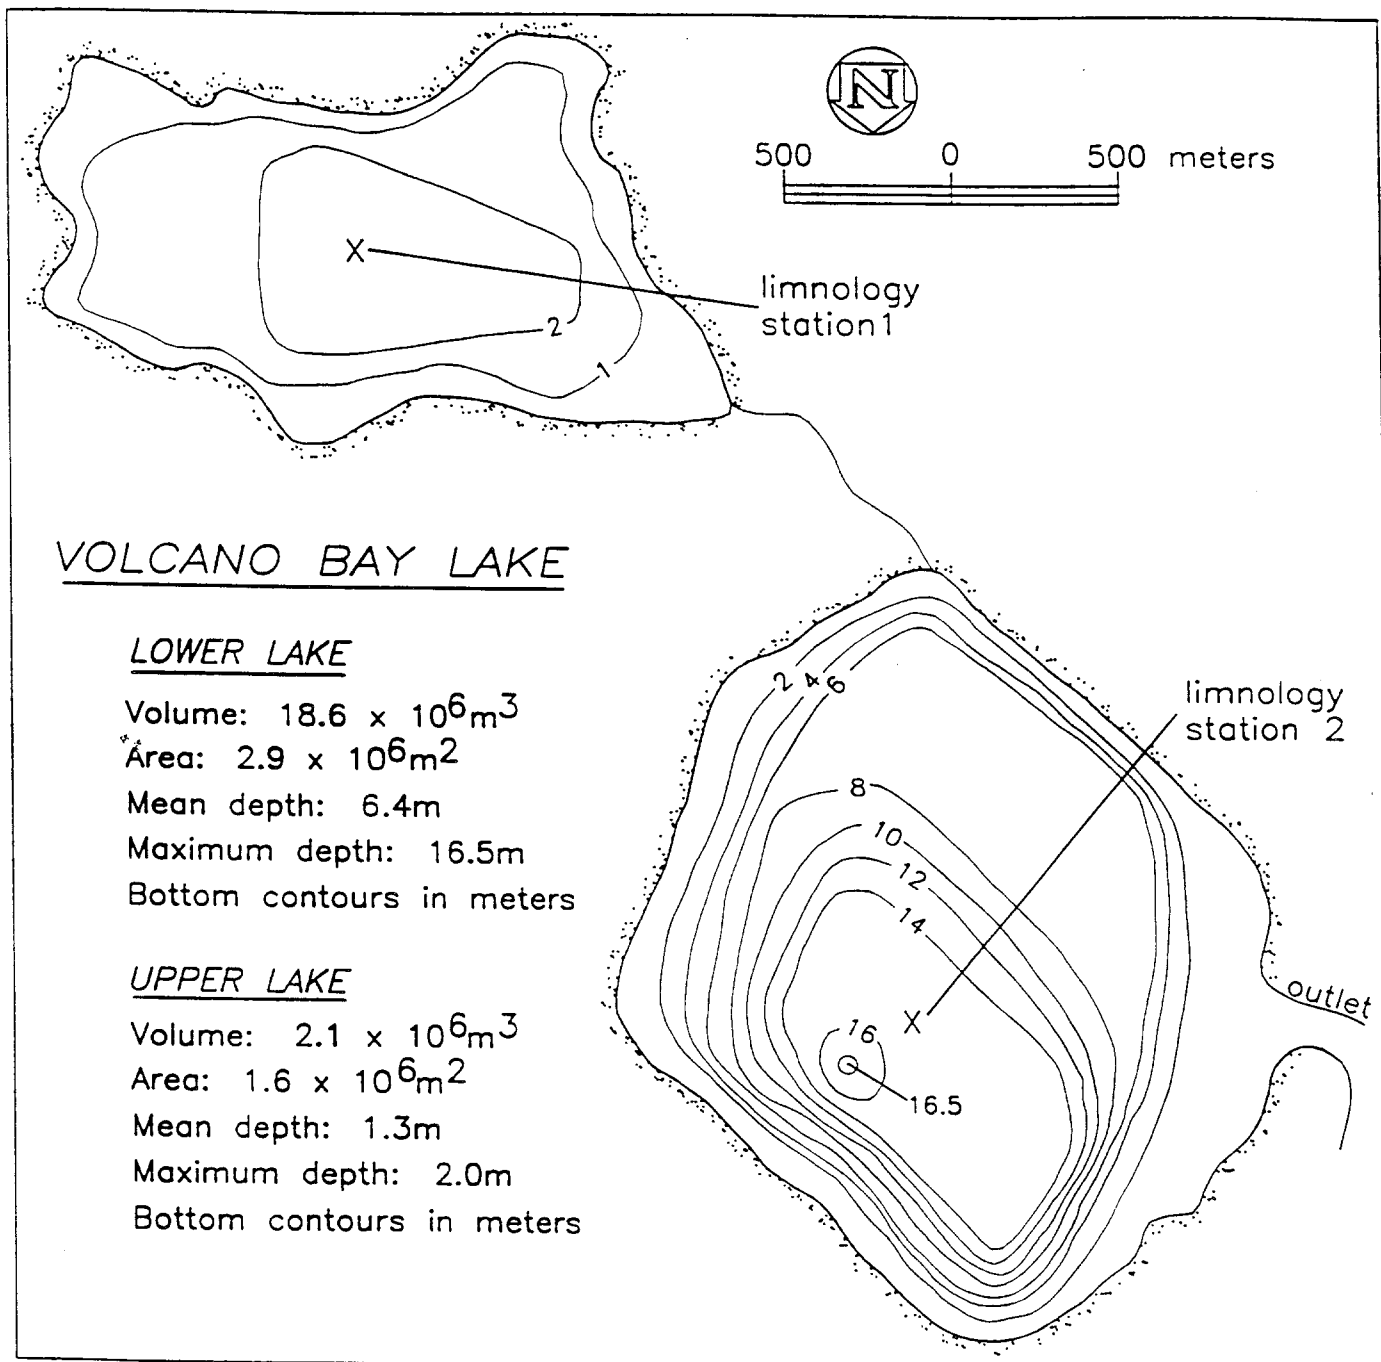 N
500 0 500 meters
limnology
station 1
2
1
VOLCANO BAY LAKE
LOWER LAKE
Volume: 18.6 x 10⁶m³
Area: 2.9 x 10⁶m²
Mean depth: 6.4m
Maximum depth: 16.5m
Bottom contours in meters
UPPER LAKE
Volume: 2.1 x 10⁶m³
Area: 1.6 x 10⁶m²
Mean depth: 1.3m
Maximum depth: 2.0m
Bottom contours in meters
2 4 6
limnology
station 2
8
10
12
14
outlet
16
16.5